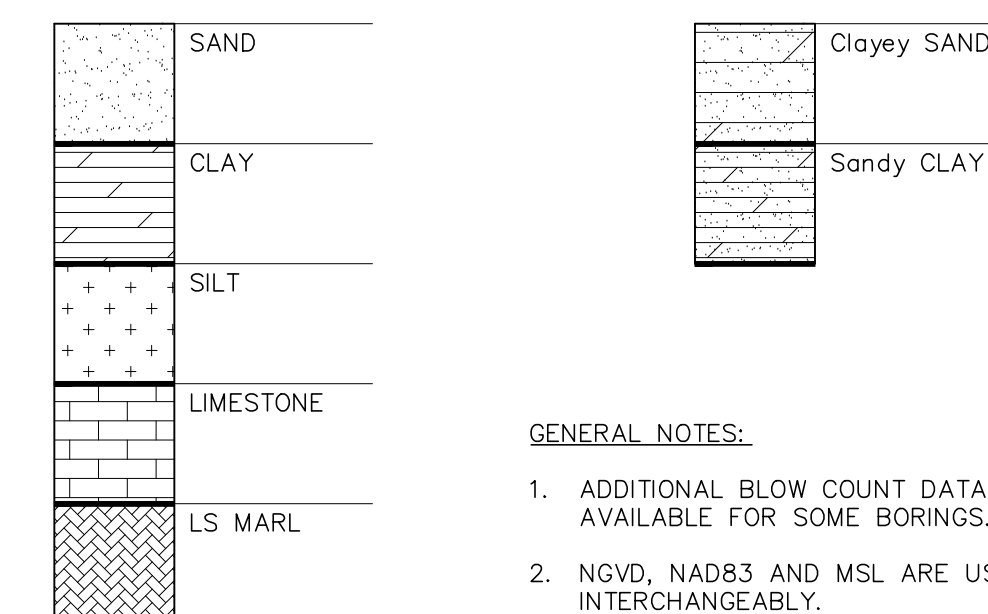 SAND
CLAY
SILT
LIMESTONE
LS MARL
Clayey SAND
Sandy CLAY
GENERAL NOTES:
1. ADDITIONAL BLOW COUNT DATA
AVAILABLE FOR SOME BORINGS.
2. NGVD, NAD83 AND MSL ARE
INTERCHANGEABLY.